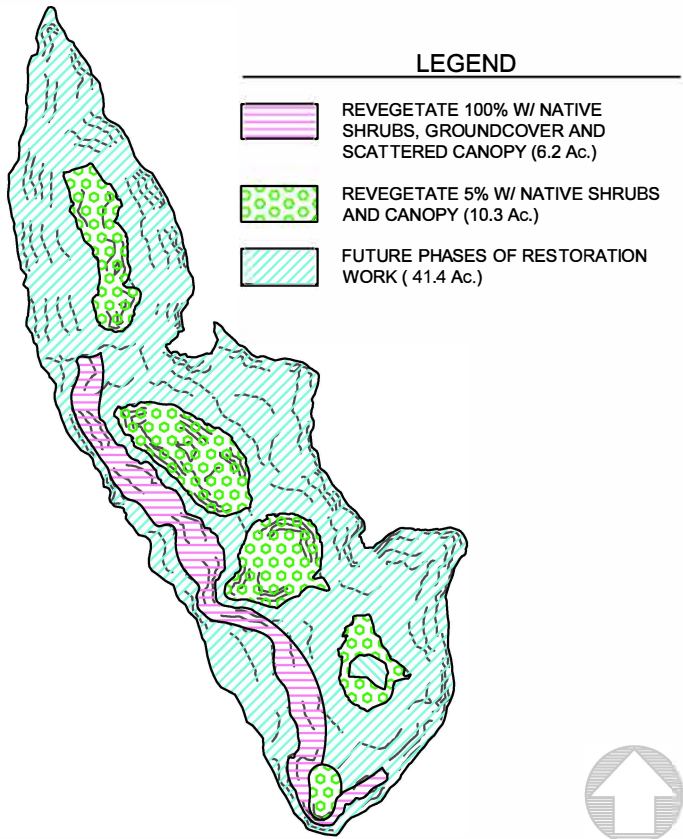 LEGEND
REVEGETATE 100% W/ NATIVE
SHRUBS, GROUNDCOVER AND
SCATTERED CANOPY (6.2 Ac.)
REVEGETATE 5% W/ NATIVE SHRUBS
AND CANOPY (10.3 Ac.)
FUTURE PHASES OF RESTORATION
WORK ( 41.4 Ac.)